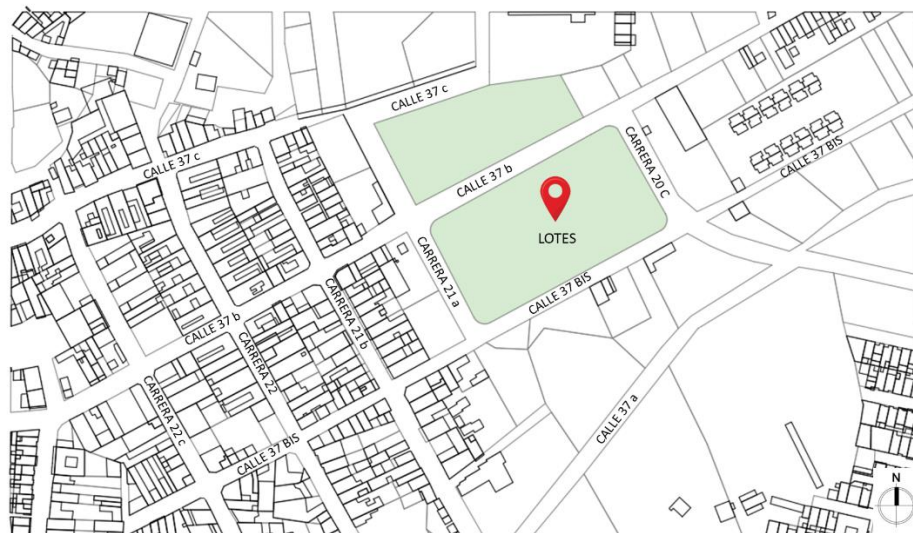 CALLE 37 c
CALLE 37 c
CALLE 37 b
CARRERA 20 C
CALLE 37 BIS
LOTES
CARRERA 21 a
CALLE 37 BIS
CARRERA 21 b
CALLE 37 b
CARRERA 22
CARRERA 22 c
CALLE 37 BIS
CALLE 37 a
N